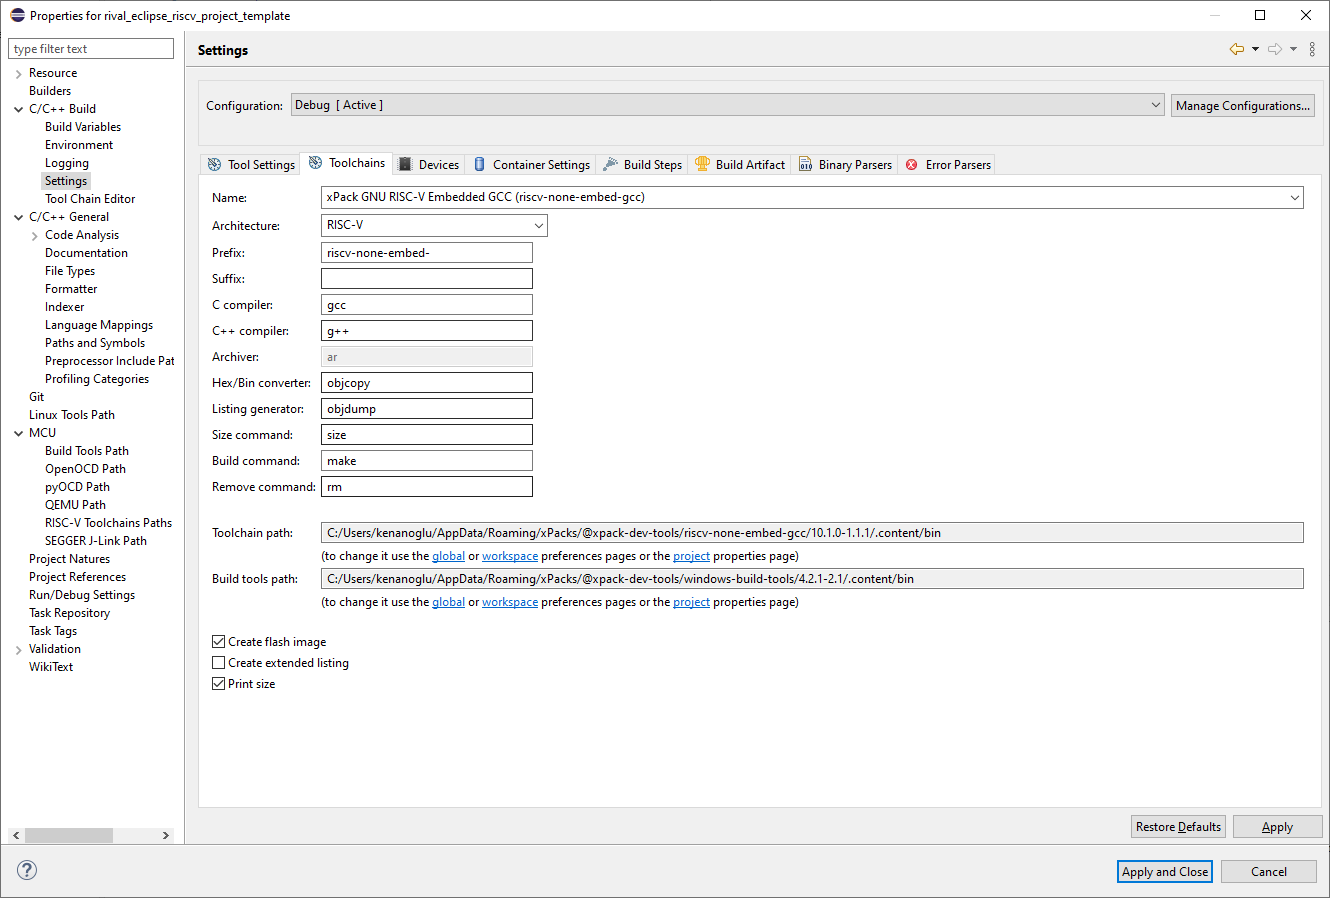 Properties for rival_eclipse_riscv_project_template
type filter text
Resource
Builders
C/C++ Build
Build Variables
Environment
Logging
Settings
Tool Chain Editor
C/C++ General
Code Analysis
Documentation
File Types
Formatter
Indexer
Language Mappings
Paths and Symbols
Preprocessor Include Pat
Profiling Categories
Git
Linux Tools Path
MCU
Build Tools Path
OpenOCD Path
pyOCD Path
QEMU Path
RISC-V Toolchains Paths
SEGGER J-Link Path
Project Natures
Project References
Run/Debug Settings
Task Repository
Task Tags
Validation
WikiText
Settings
Configuration: Debug [ Active ] Manage Configurations...
Tool Settings Toolchains Devices Container Settings Build Steps Build Artifact Binary Parsers Error Parsers
Name: xPack GNU RISC-V Embedded GCC (riscv-none-embed-gcc)
Architecture: RISC-V
Prefix: riscv-none-embed-
Suffix:
C compiler: gcc
C++ compiler: g++
Archiver: ar
Hex/Bin converter: objcopy
Listing generator: objdump
Size command: size
Build command: make
Remove command: rm
Toolchain path: C:/Users/kenanoglu/AppData/Roaming/xPacks/@xpack-dev-tools/riscv-none-embed-gcc/10.1.0-1.1.1/.content/bin
(to change it use the global or workspace preferences pages or the project properties page)
Build tools path: C:/Users/kenanoglu/AppData/Roaming/xPacks/@xpack-dev-tools/windows-build-tools/4.2.1-2.1/.content/bin
(to change it use the global or workspace preferences pages or the project properties page)
Create flash image
Create extended listing
Print size
Restore Defaults Apply
? Apply and Close Cancel